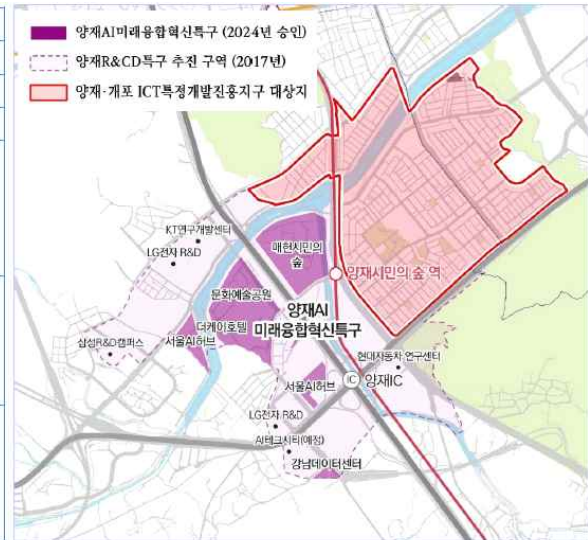 양재AI미래융합혁신특구 (2024년 승인)
양재R&CD특구 추진 구역 (2017년)
양재·개포 ICT특정개발진흥지구 대상지
KT연구개발센터
LG전자 R&D
매헌시민의
숲
양재시민의 숲 역
문화예술공원
양재AI
미래융합혁신특구
더케이호텔
서울AI허브
삼성R&D캠퍼스
현대자동차 연구센터
IC 양재IC
서울AI허브
LG전자 R&D
AI테크시티(예정)
강남데이터센터